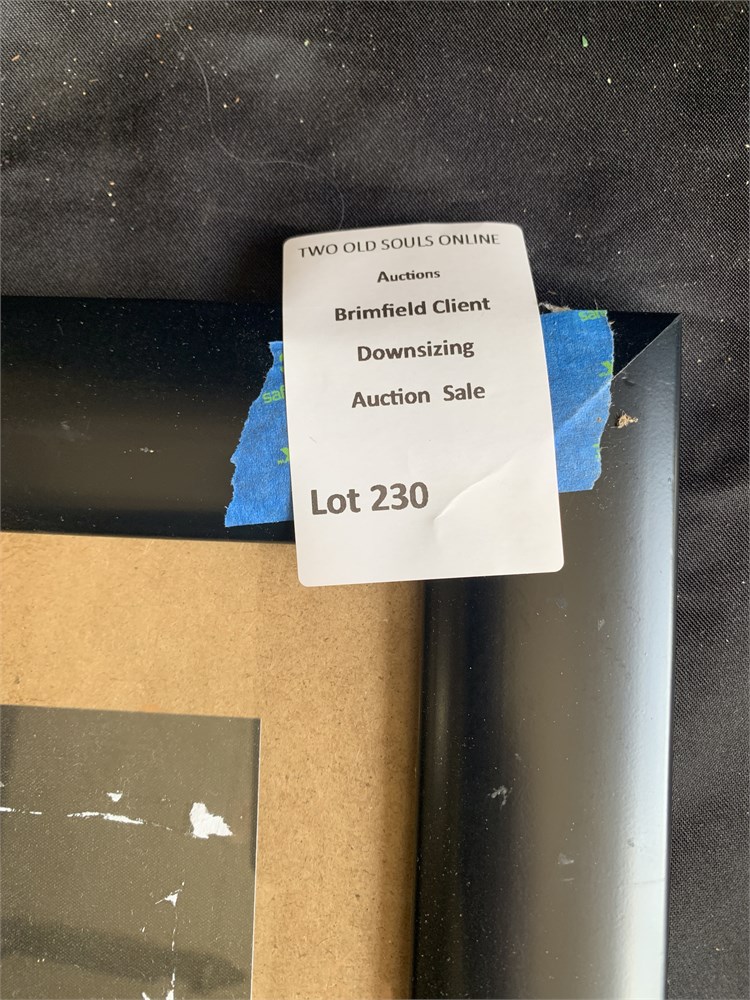 TWO OLD SOULS ONLINE
Auctions
Brimfield Client
Downsizing
Auction Sale
Lot 230